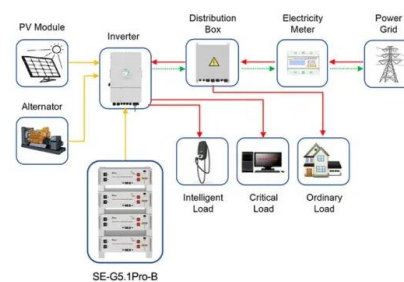 PV Module
Inverter
Distribution
Box
Electricity
Meter
Power
Grid
Alternator
Intelligent
Load
Critical
Load
Ordinary
Load
SE-G5.1Pro-B